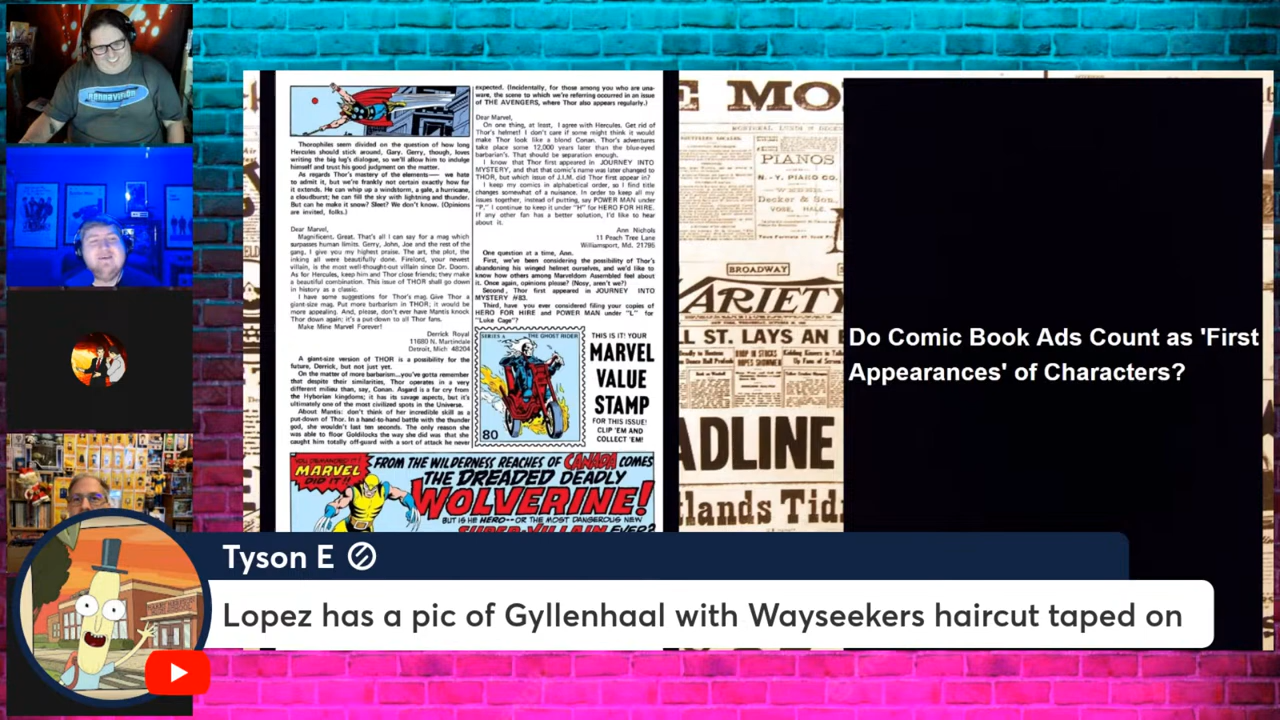 expected. (Incidentally, for those among you who are una-
ware, the scene to which we're referring occurred in an issue
of THE AVENGERS, where Thor also appears regularly.)
Dear Marvel,
On one thing, at least, I agree with Hercules. Get rid of
Thor's helmet! I don't care if some might think it would
make Thor look like a blond Conan. Thor's adventures
take place some 12,000 years later than the blue-eyed
barbarian's. That should be separation enough.
I know that Thor first appeared in JOURNEY INTO
MYSTERY, and that that comic's name was later changed to
THOR, but which issue of J.I.M. did Thor first appear in?
I keep my comics in alphabetical order, so I find title
changes somewhat of a nuisance. In order to keep all my
issues together, instead of putting, say POWER MAN under
"P," I continue to keep it under "H" for HERO FOR HIRE.
If any other fan has a better solution, I'd like to hear
about it.
Ann Nichols
11 Peach Tree Lane
Williamsport, Md. 21795
One question at a time, Ann.
First, we've been considering the possibility of Thor's
abandoning his winged helmet ourselves, and we'd like to
know how others among Marveldom Assembled feel about
it. Once again, opinions please? (Nosy, aren't we?)
Second, Thor first appeared in JOURNEY INTO
MYSTERY #83.
Third, have you ever considered filing your copies of
HERO FOR HIRE and POWER MAN under "L" for
"Luke Cage"?
Thorophiles seem divided on the question of how long
Hercules should stick around, Gary. Gerry, though, loves
writing the big lug's dialogue, so we'll allow him to indulge
himself and trust his good judgment on the matter.
As regards Thor's mastery of the elements— we hate
to admit it, but we're frankly not certain exactly how far
it extends. He can whip up a windstorm, a gale, a hurricane,
a cloudburst; he can fill the sky with lightning and thunder.
But can he make it snow? Sleet? We don't know. (Opinions
are invited, folks.)
Dear Marvel,
Magnificent. Great. That's all I can say for a mag which
surpasses human limits. Gerry, John, Joe and the rest of the
gang, I give you my highest praise. The art, the plot, the
inking all were beautifully done. Firelord, your newest
villain, is the most well-thought-out villain since Dr. Doom.
As for Hercules, keep him and Thor close friends; they make
a beautiful combination. This issue of THOR shall go down
in history as a classic.
I have some suggestions for Thor's mag. Give Thor a
giant-size mag. Put more barbarism in THOR; it would be
more appealing. And, please, don't ever have Mantis knock
Thor down again; it's a put-down to all Thor fans.
Make Mine Marvel Forever!
Derrick Royal
11680 N. Martindale
Detroit, Mich 48204
A giant-size version of THOR is a possibility for the
future, Derrick, but not just yet.
On the matter of more barbarism...you've gotta remember
that despite their similarities, Thor operates in a very
different milieu than, say, Conan. Asgard is a far cry from
the Hyborian kingdoms; it has its savage aspects, but it's
ultimately one of the most civilized spots in the Universe.
About Mantis: don't think of her incredible skill as a
put-down of Thor. In a hand-to-hand battle with the thunder
god, she wouldn't last ten seconds. The only reason she
was able to floor Goldilocks the way she did was that she
caught him totally off-guard with a sort of attack he never
SERIES A THE GHOST RIDER
80
THIS IS IT! YOUR
MARVEL
VALUE
STAMP
FOR THIS ISSUE!
CLIP 'EM AND
COLLECT 'EM!
YOU DEMANDED IT!
MARVEL
DID IT!!
FROM THE WILDERNESS REACHES OF CANADA COMES
THE DREADED DEADLY
WOLVERINE!
BUT IS HE HERO--OR THE MOST DANGEROUS NEW
SUPER-VILLAIN EVER?
E MO
PIANOS
N.-Y. PIANO CO.
Decker & Son,
VOSE, HALE,
BROADWAY
ARIETY
L ST. LAYS AN
DROP IN STOCKS
ADLINE
tlands Tid
Do Comic Book Ads Count as 'First
Appearances' of Characters?
Tyson E
Lopez has a pic of Gyllenhaal with Wayseekers haircut taped on